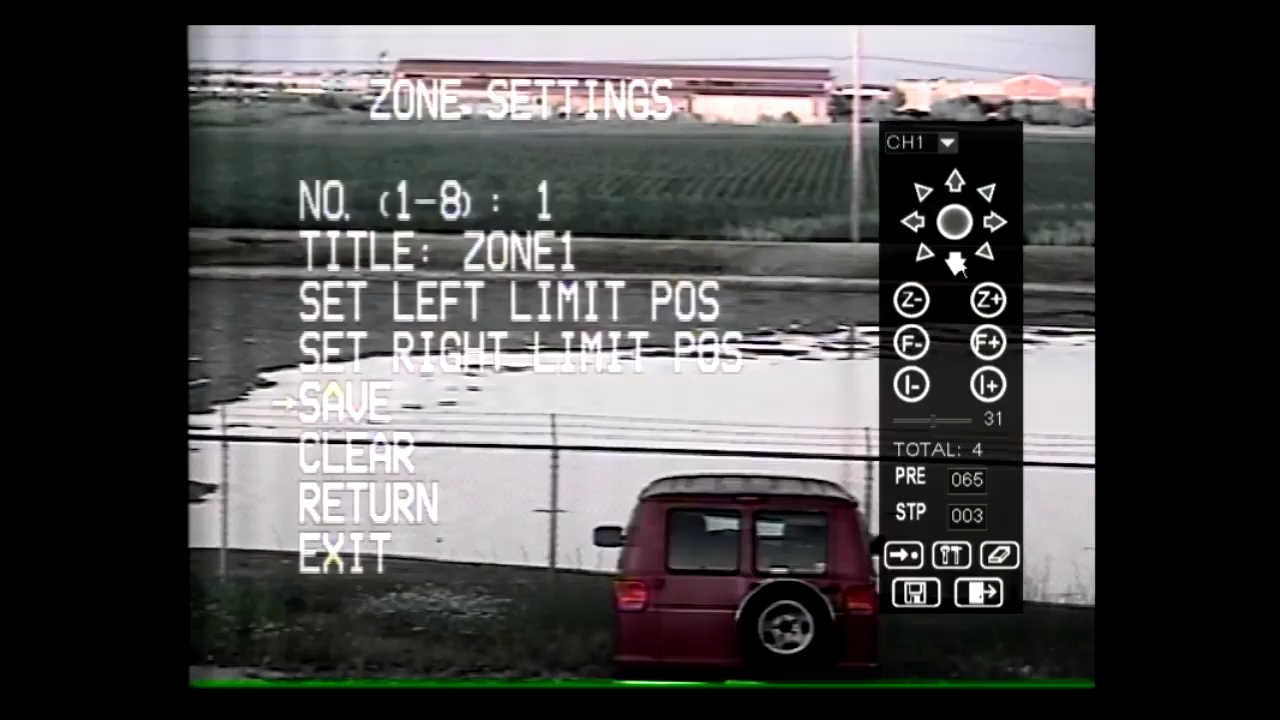 ZONE SETTINGS
NO. (1-8) : 1
TITLE: ZONE1
SET LEFT LIMIT POS
SET RIGHT LIMIT POS
→SAVE
CLEAR
RETURN
EXIT
CH1
Z- Z+
F- F+
I- I+
31
TOTAL: 4
PRE 065
STP 003